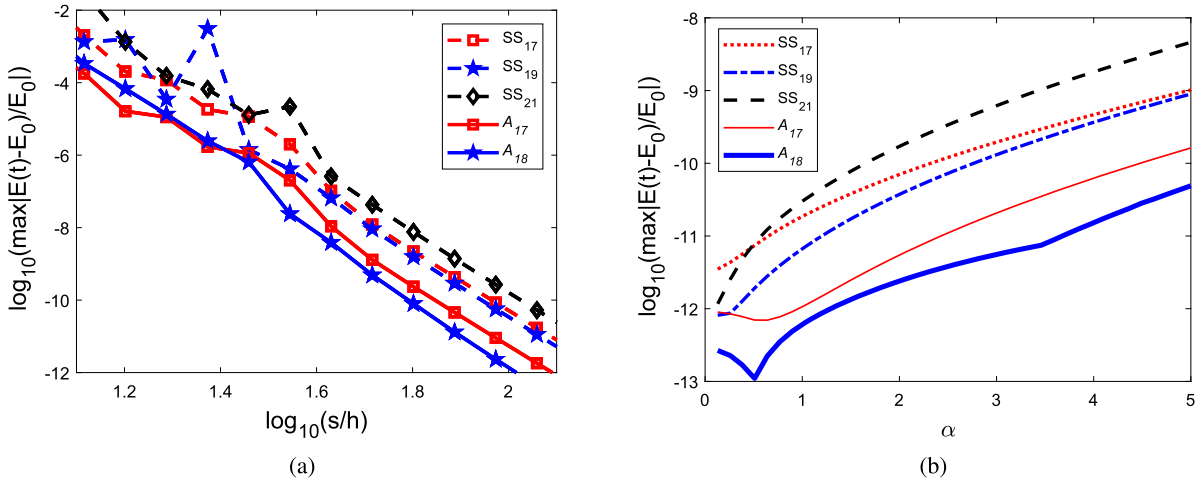 (a)
log₁₀(max|E(t)-E₀)/E₀|)
-2
-4
-6
-8
-10
-12
1.2 1.4 1.6 1.8 2
log₁₀(s/h)
SS₁₇
SS₁₉
SS₂₁
A₁₇
A₁₈
(b)
log₁₀(max|E(t)-E₀)/E₀|)
-8
-9
-10
-11
-12
-13
0 1 2 3 4 5
α
SS₁₇
SS₁₉
SS₂₁
A₁₇
A₁₈